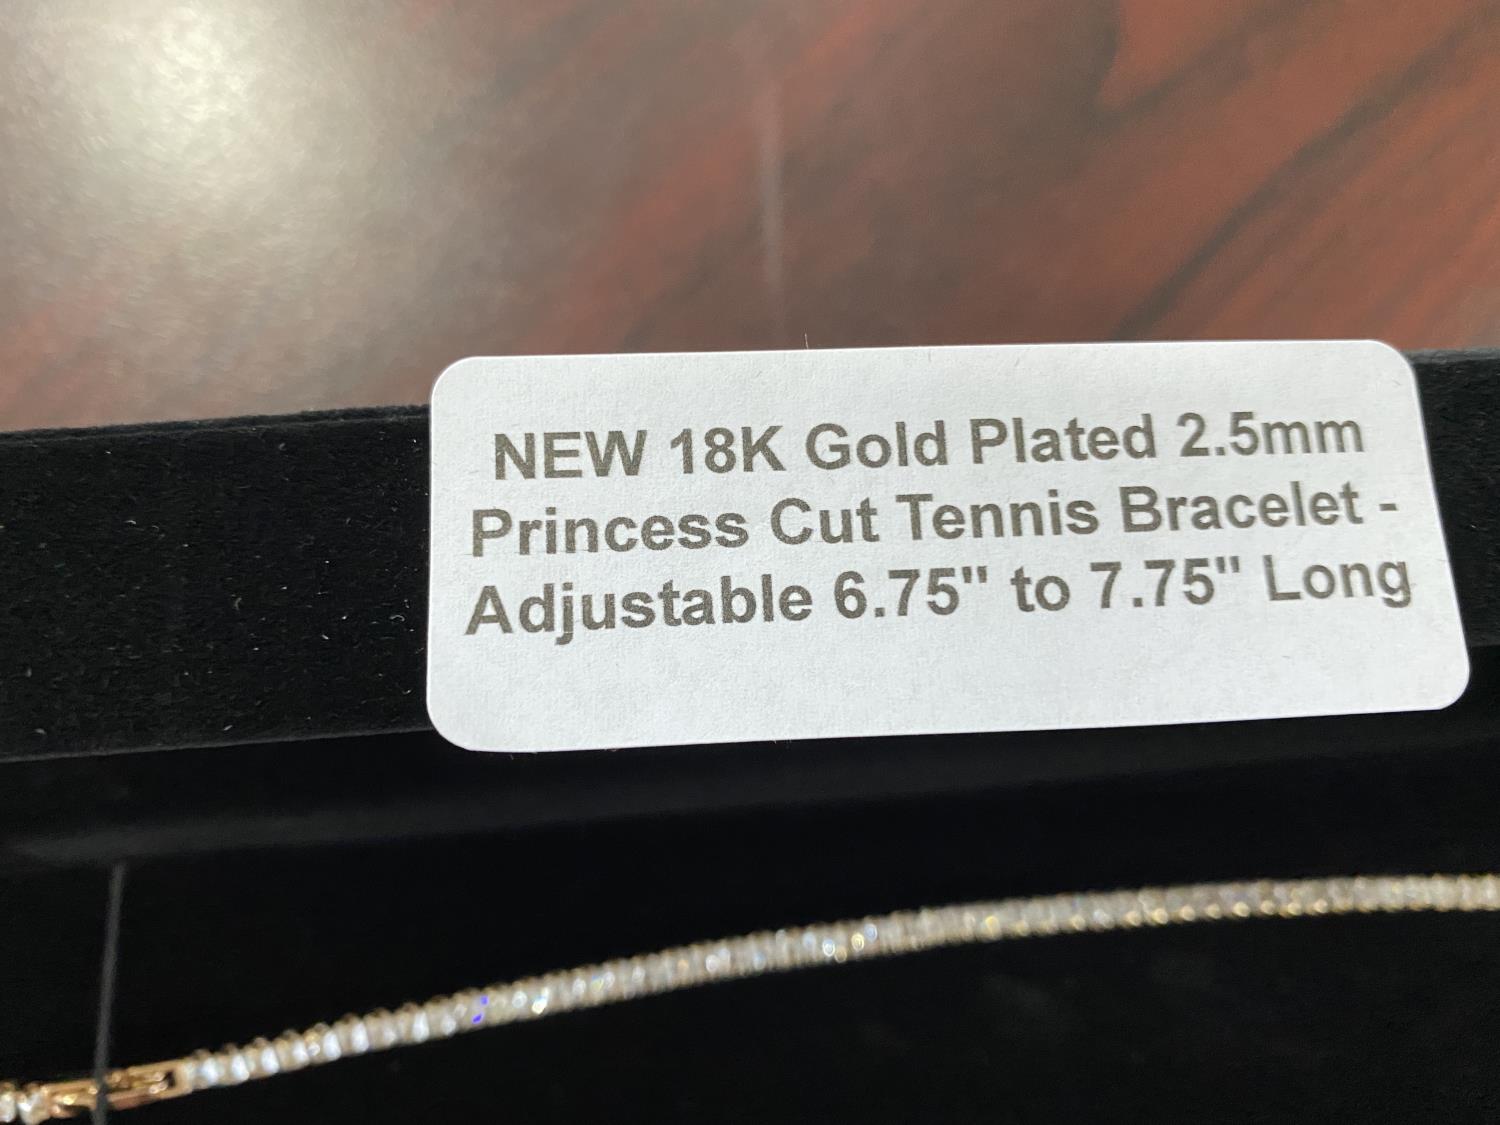 NEW 18K Gold Plated 2.5mm
Princess Cut Tennis Bracelet -
Adjustable 6.75" to 7.75" Long